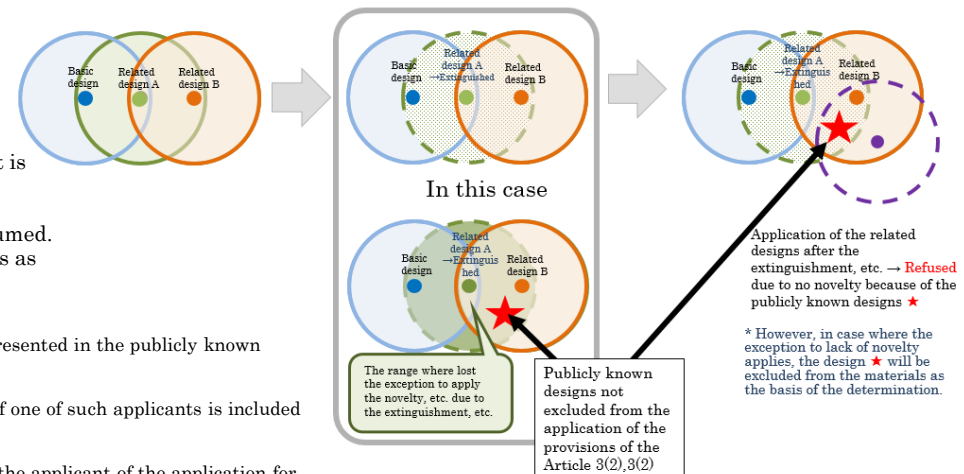 Basic
design
Related
design A
Related
design B
Basic
design
Related
design A
→Extinguished
Related
design B
Basic
design
Related
design A
→Extinguis
hed
Related
design B
t is
In this case
umed.
s as
Basic
design
Related
design A
→Extinguis
hed
Related
design B
resented in the publicly known
f one of such applicants is included
the applicant of the application for
The range where lost
the exception to apply
the novelty, etc. due to
the extinguishment, etc.
Publicly known
designs not
excluded from the
application of the
provisions of the
Article 3(2),3(2)
Application of the related
designs after the
extinguishment, etc. → Refused
due to no novelty because of the
publicly known designs ★
* However, in case where the
exception to lack of novelty
applies, the design ★ will be
excluded from the materials as
the basis of the determination.